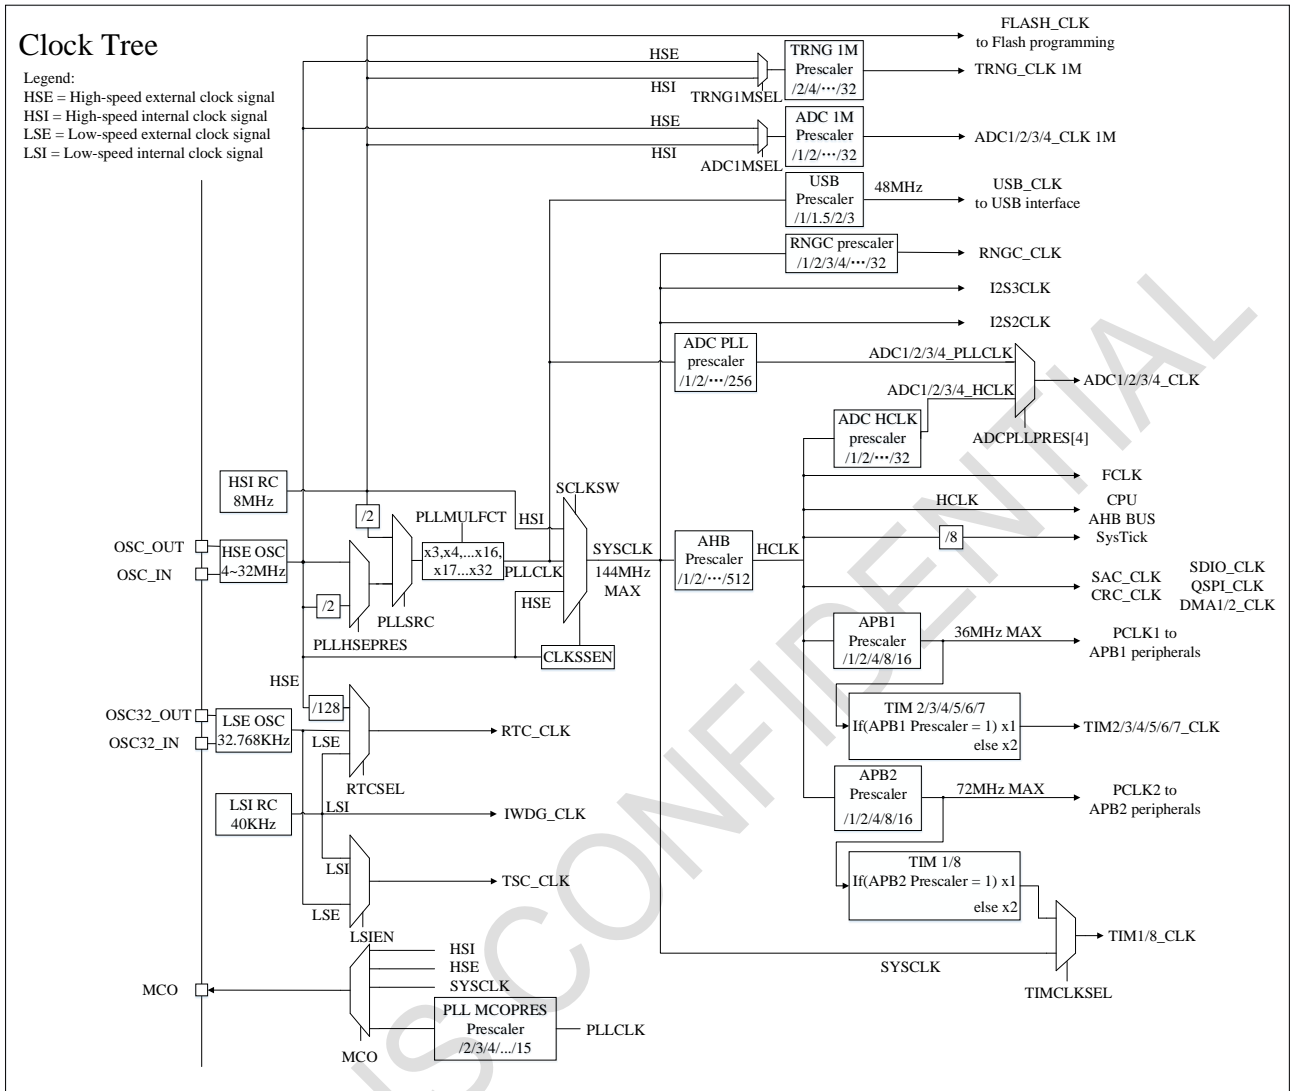 Clock Tree
Legend:
HSE = High-speed external clock signal
HSI = High-speed internal clock signal
LSE = Low-speed external clock signal
LSI = Low-speed internal clock signal
FLASH_CLK
to Flash programming
HSE
HSI
TRNG1MSEL
TRNG 1M
Prescaler
/2/4/⋯/32
TRNG_CLK 1M
HSE
HSI
ADC1MSEL
ADC 1M
Prescaler
/1/2/⋯/32
ADC1/2/3/4_CLK 1M
USB
Prescaler
/1/1.5/2/3
48MHz
USB_CLK
to USB interface
RNGC prescaler
/1/2/3/4/⋯/32
RNGC_CLK
I2S3CLK
I2S2CLK
ADC PLL
prescaler
/1/2/⋯/256
ADC1/2/3/4_PLLCLK
ADC1/2/3/4_HCLK
ADC1/2/3/4_CLK
ADCPLLPRES[4]
ADC HCLK
prescaler
/1/2/⋯/32
HSI RC
8MHz
/2
PLLMULFCT
HSI
SCLKSW
FCLK
HCLK
CPU
AHB BUS
/8
SysTick
OSC_OUT
OSC_IN
HSE OSC
4~32MHz
x3,x4,...x16,
x17...x32
PLLCLK
HSE
SYSCLK
144MHz
MAX
AHB
Prescaler
/1/2/⋯/512
HCLK
SAC_CLK
CRC_CLK
SDIO_CLK
QSPI_CLK
DMA1/2_CLK
/2
PLLSRC
PLLHSEPRES
CLKSSEN
APB1
Prescaler
/1/2/4/8/16
36MHz MAX
PCLK1 to
APB1 peripherals
HSE
/128
OSC32_OUT
OSC32_IN
LSE OSC
32.768KHz
LSE
RTC_CLK
RTCSEL
TIM 2/3/4/5/6/7
If(APB1 Prescaler = 1) x1
else x2
TIM2/3/4/5/6/7_CLK
LSI RC
40KHz
LSI
IWDG_CLK
APB2
Prescaler
/1/2/4/8/16
72MHz MAX
PCLK2 to
APB2 peripherals
LSI
TSC_CLK
LSE
LSIEN
TIM 1/8
If(APB2 Prescaler = 1) x1
else x2
TIM1/8_CLK
SYSCLK
TIMCLKSEL
MCO
HSI
HSE
SYSCLK
PLL MCOPRES
Prescaler
/2/3/4/.../15
PLLCLK
MCO
NS CONFIDENTIAL